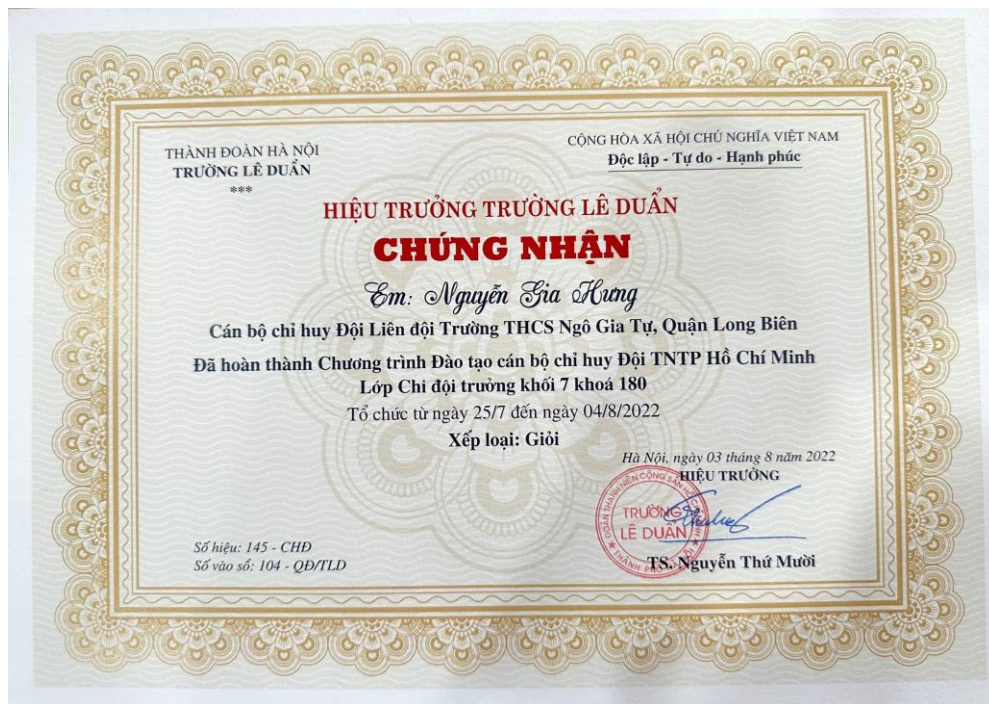 THÀNH ĐOÀN HÀ NỘI
TRƯỜNG LÊ DUẨN
***
CỘNG HÒA XÃ HỘI CHỦ NGHĨA VIỆT NAM
Độc lập - Tự do - Hạnh phúc
HIỆU TRƯỞNG TRƯỜNG LÊ DUẨN
CHỨNG NHẬN
Em: Nguyễn Gia Hưng
Cán bộ chỉ huy Đội Liên đội Trường THCS Ngô Gia Tự, Quận Long Biên
Đã hoàn thành Chương trình Đào tạo cán bộ chỉ huy Đội TNTP Hồ Chí Minh
Lớp Chi đội trưởng khối 7 khoá 180
Tổ chức từ ngày 25/7 đến ngày 04/8/2022
Xếp loại: Giỏi
Hà Nội, ngày 03 tháng 8 năm 2022
HIỆU TRƯỞNG
TRƯỜNG
LÊ DUẨN
TS. Nguyễn Thứ Mười
Số hiệu: 145 - CHĐ
Số vào sổ: 104 - QĐ/TLD